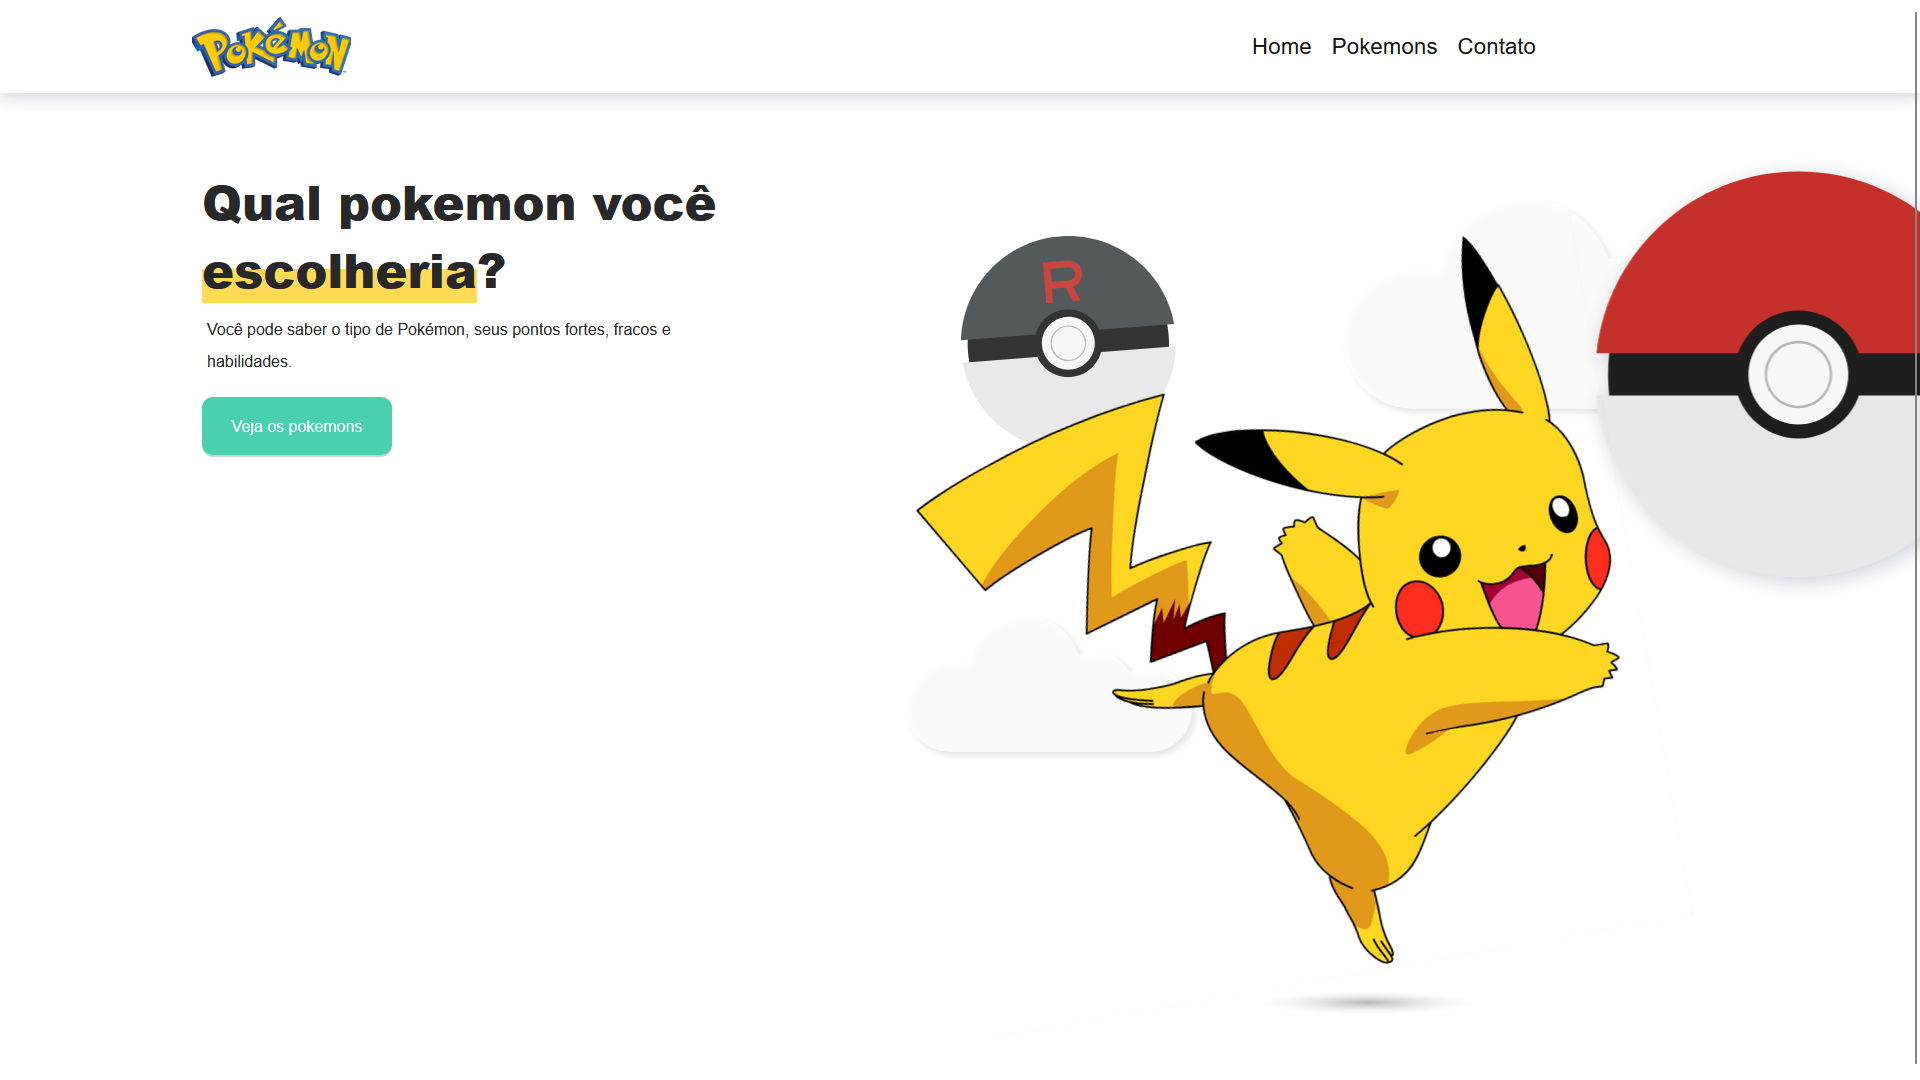 Pokémon
Home Pokemons Contato
Qual pokemon você
escolheria?
Você pode saber o tipo de Pokémon, seus pontos fortes, fracos e
habilidades.
Veja os pokemons
R